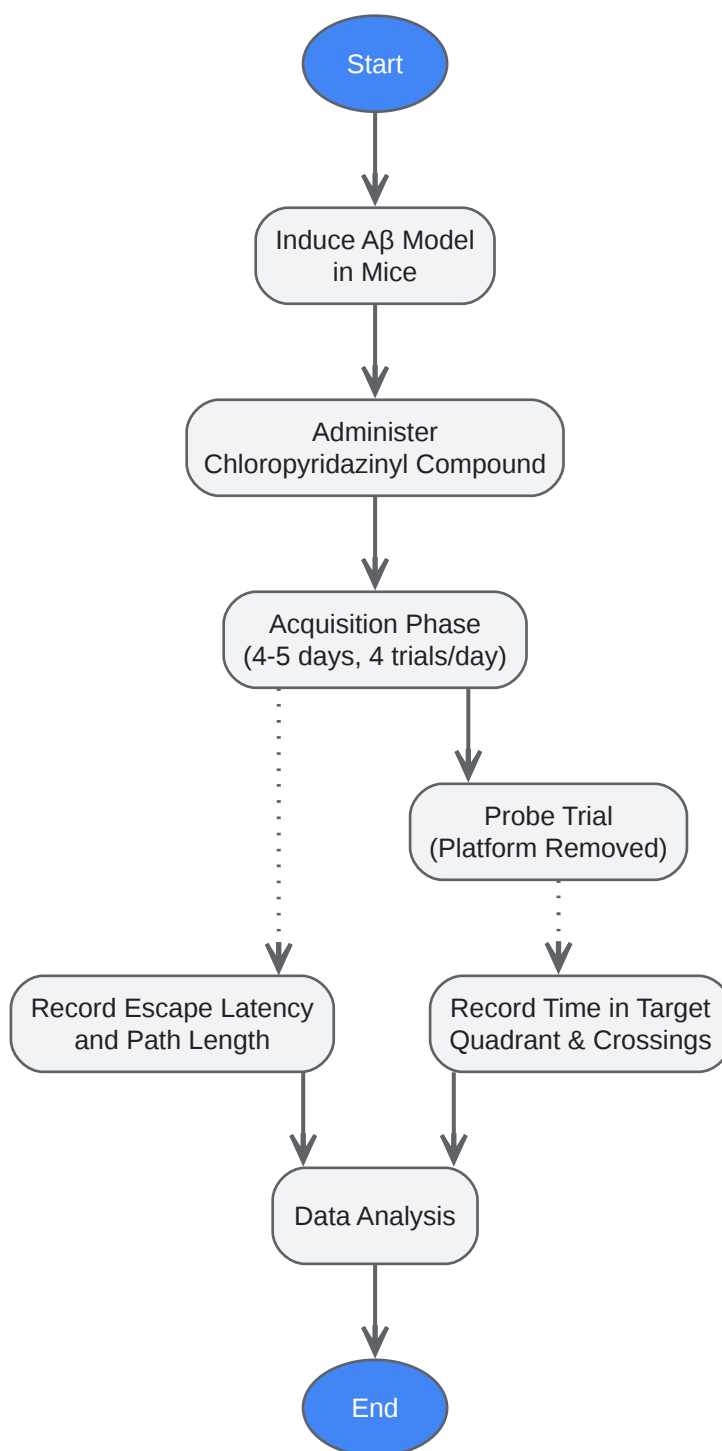 Start
Induce Aβ Model
in Mice
Administer
Chloropyridazinyl Compound
Acquisition Phase
(4-5 days, 4 trials/day)
Probe Trial
(Platform Removed)
Record Escape Latency
and Path Length
Record Time in Target
Quadrant & Crossings
Data Analysis
End